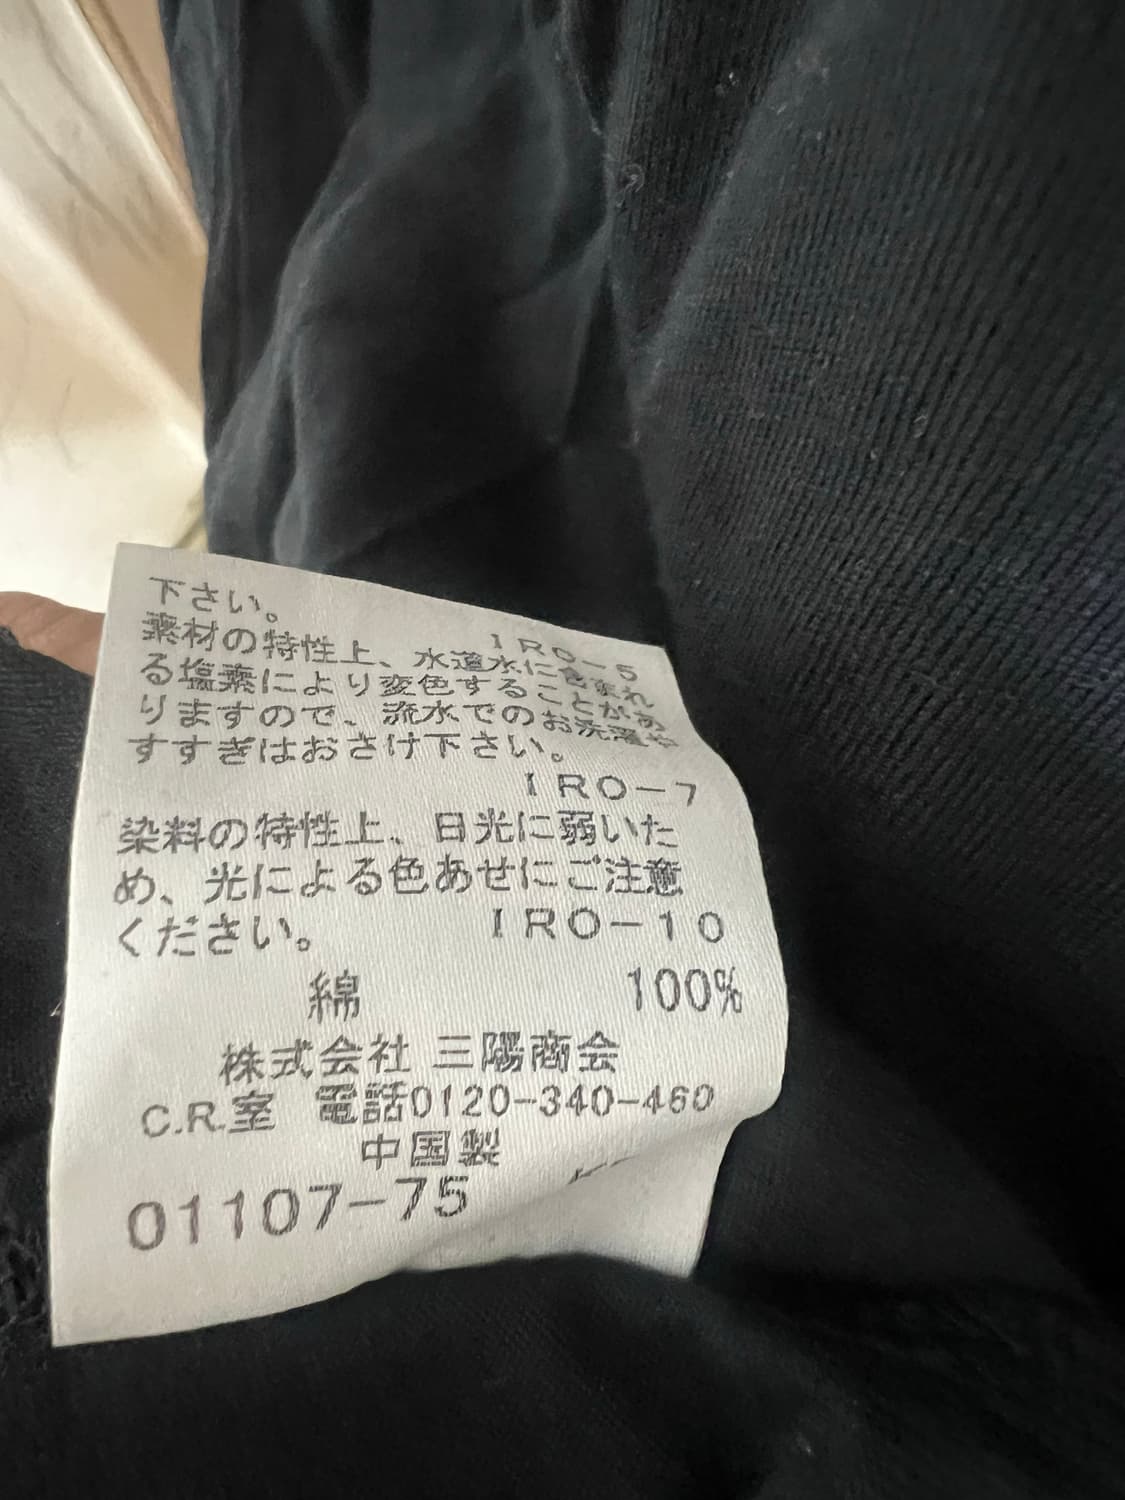 下さい。
IRO-5
素材の特性上、水道水に含まれ
る塩素により変色することがあ
りますので、流水でのお洗濯や
すすぎはおさけ下さい。
IRO-7
染料の特性上、日光に弱いた
め、光による色あせにご注意
ください。 IRO-10
綿 100%
株式会社 三陽商会
C.R.室 電話0120-340-460
中国製
01107-75